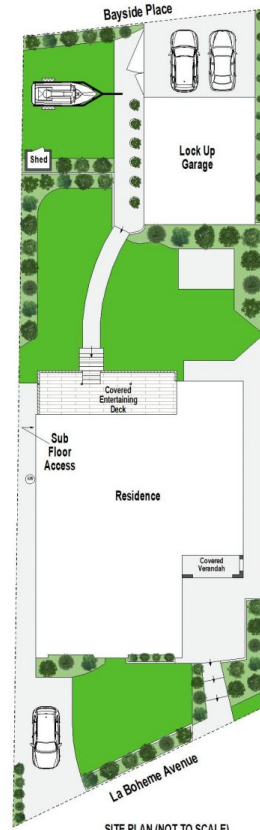 Bayside Place
Lock Up
Garage
Shed
Covered
Entertaining
Deck
Sub
Floor
Access
Residence
Covered
Verandah
La Boheme Avenue
SITE PLAN (NOT TO SCALE)